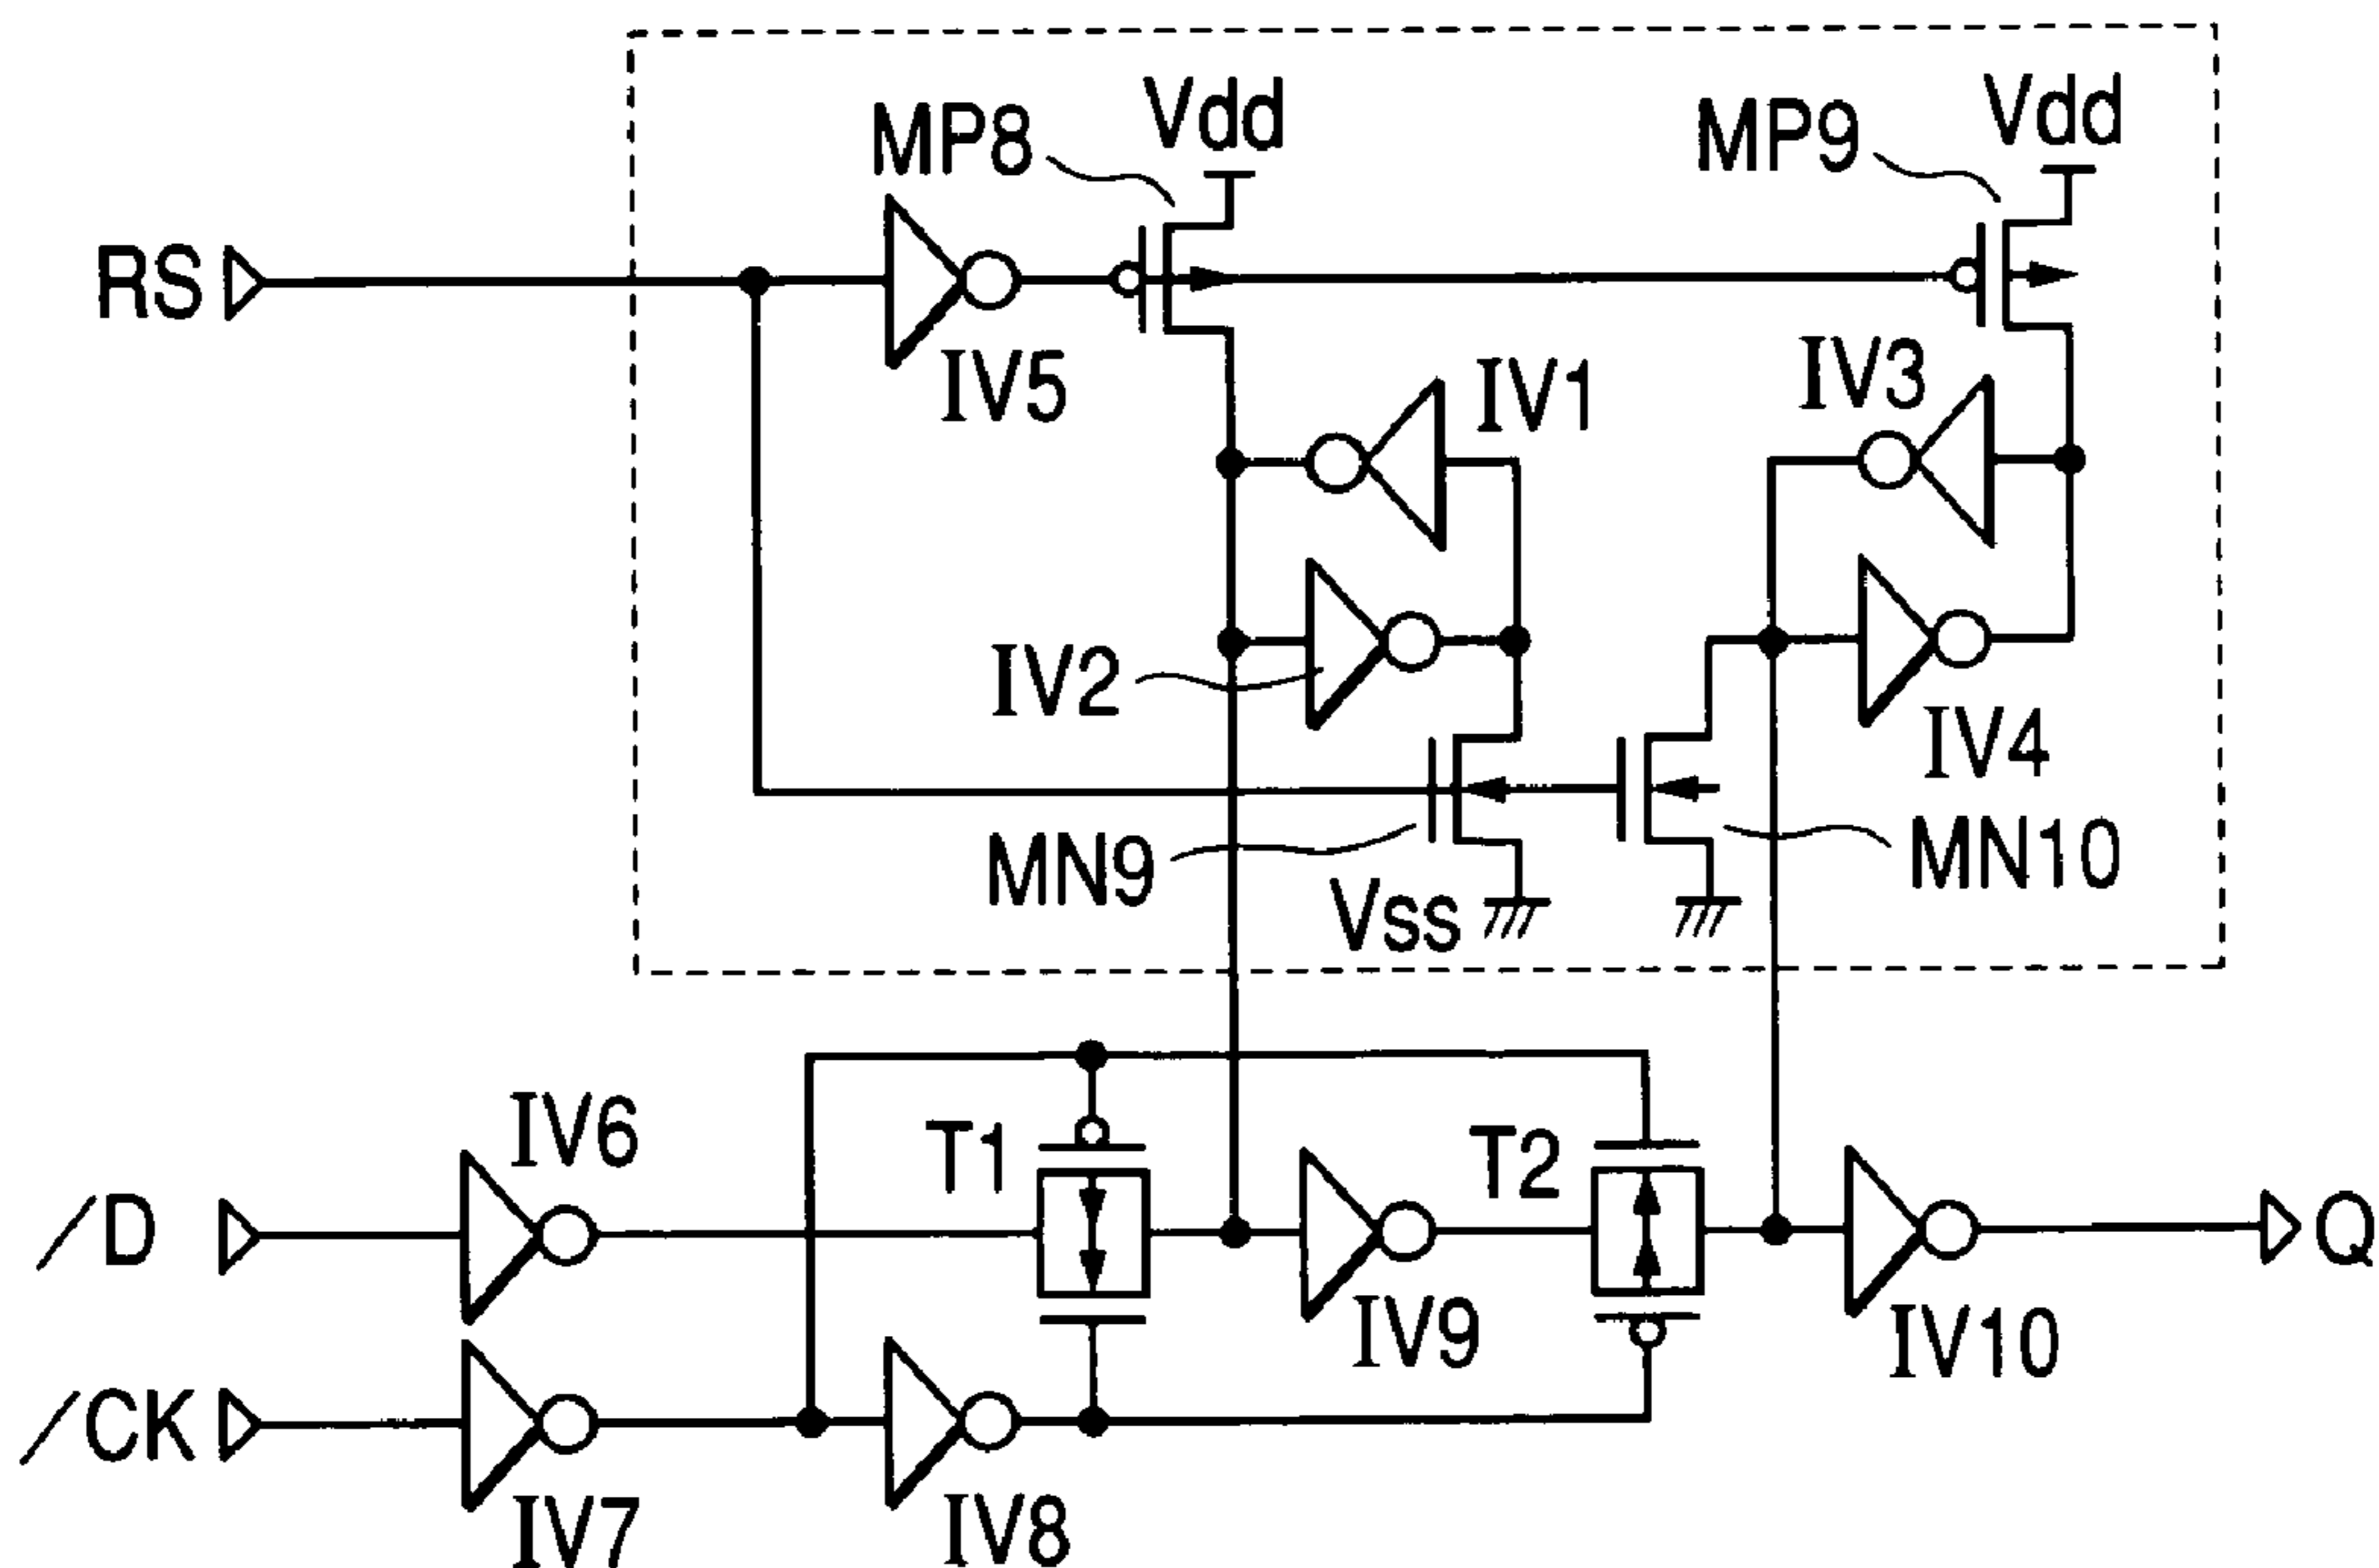 Vdd
Vdd
MP8
MP9
RS
IV5
IV1
IV3
IV2
IV4
MN9
MN10
Vss
IV6
T1
T2
/D
Q
IV9
IV10
/CK
IV7
IV8